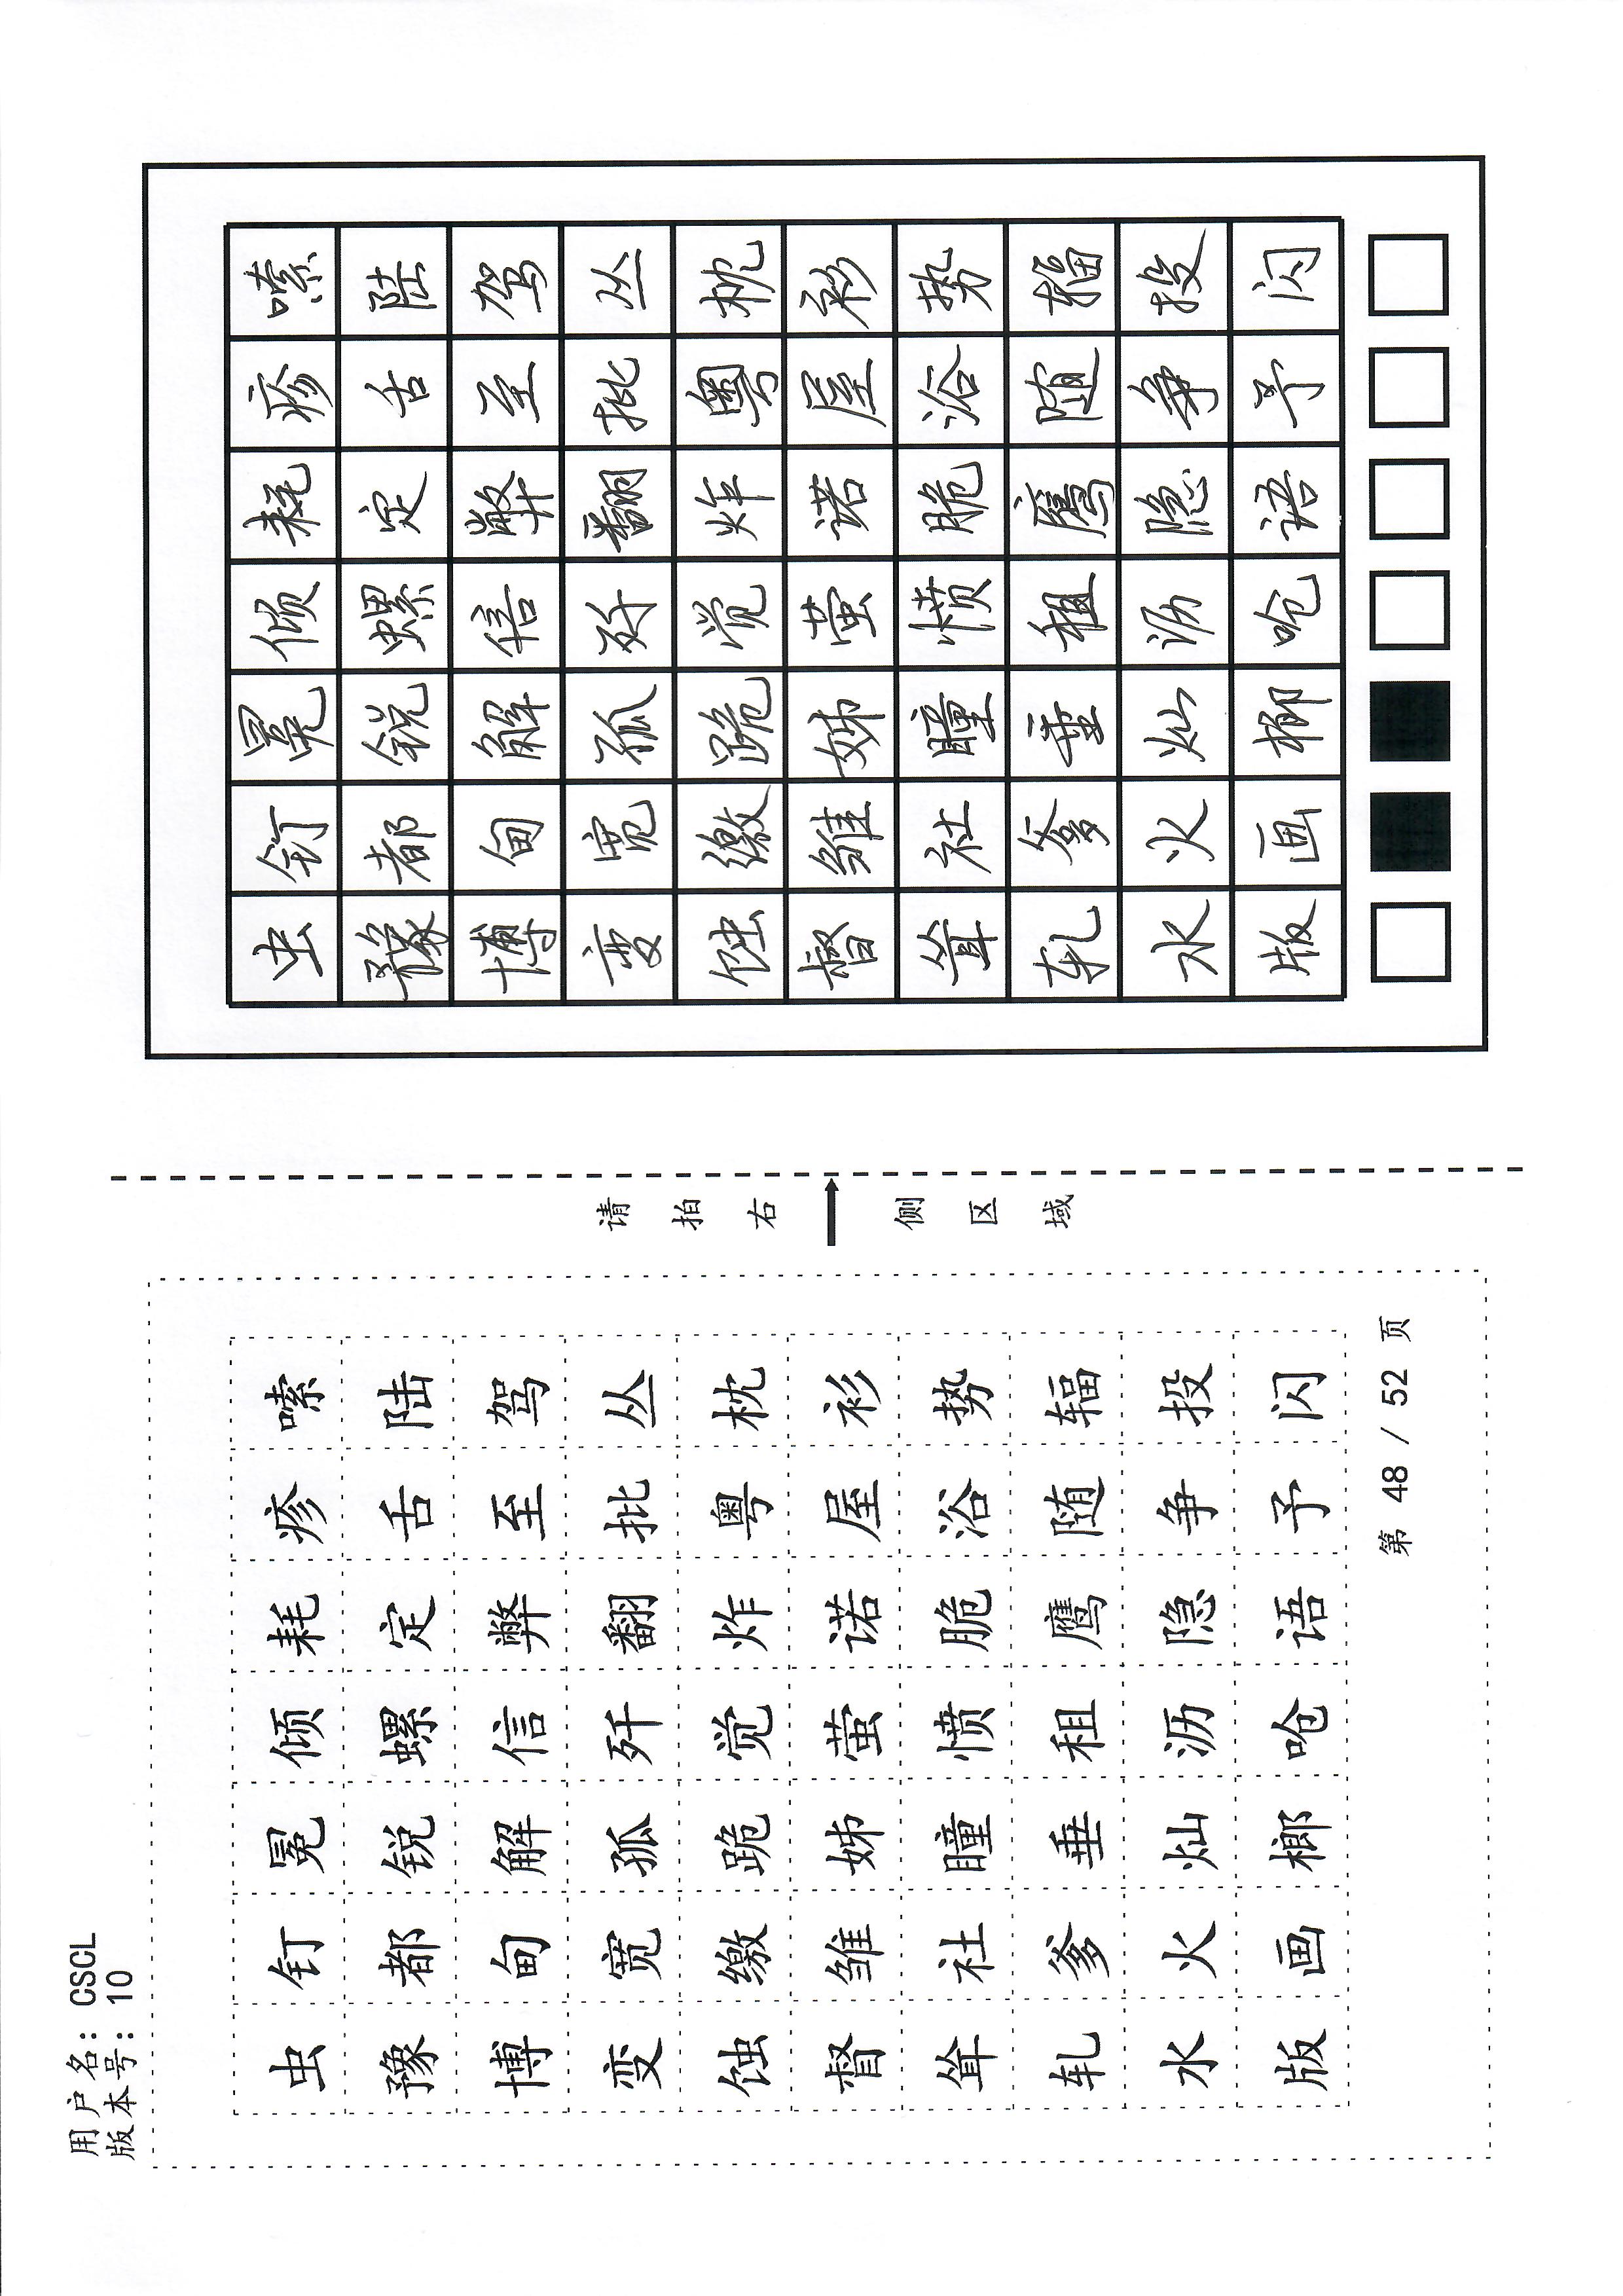 用户名：CSCL
版本号：10
虫钉冕倾耗疹嗦
豫都锐螺定舌陆
博甸解信弊至驾
变宽孤歼翻批丛
蚀缴跪觉炸粤枕
督雏姊萤诺屋衫
耸社瞳愤脆浴势
轧爹垂租鹰随辐
水火灿沥隐争投
版画榔呛语予闪
第 48 / 52 页
请拍右
侧区域
虫钉冕倾耗疹嗦
豫都锐螺定舌陆
博甸解信弊至驾
变宽孤歼翻批丛
蚀缴跪觉炸粤枕
督雏姊萤诺屋衫
耸社瞳愤脆浴势
轧爹垂租鹰随辐
水火灿沥隐争投
版画榔呛语予闪